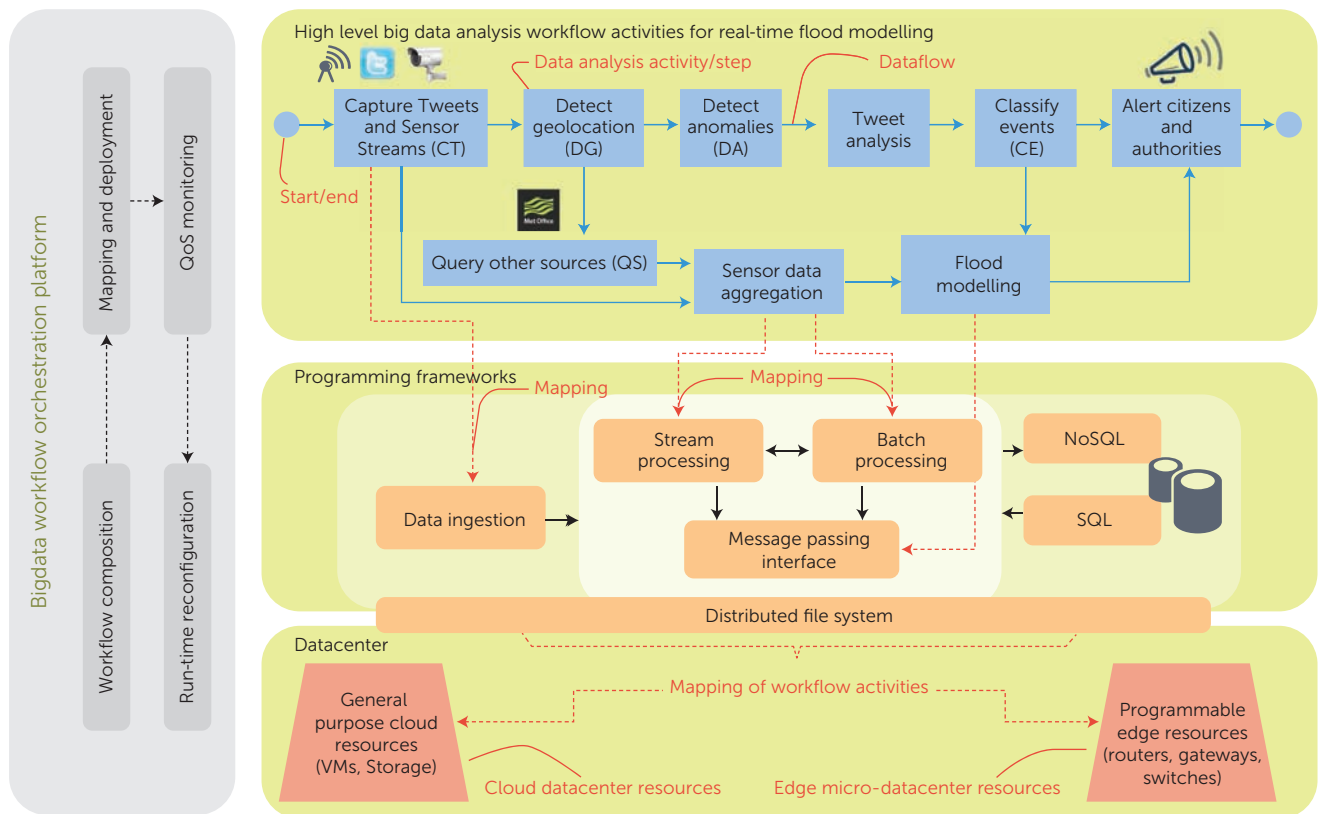 Bigdata workflow orchestration platform
Mapping and deployment
QoS monitoring
Workflow composition
Run-time reconfiguration
High level big data analysis workflow activities for real-time flood modelling
Data analysis activity/step
Dataflow
Capture Tweets
and Sensor
Streams (CT)
Detect
geolocation
(DG)
Detect
anomalies
(DA)
Tweet
analysis
Classify
events
(CE)
Alert citizens
and
authorities
Start/end
Met Office
Query other sources (QS)
Sensor data
aggregation
Flood
modelling
Programming frameworks
Mapping
Mapping
Stream
processing
Batch
processing
NoSQL
Data ingestion
SQL
Message passing
interface
Distributed file system
Datacenter
Mapping of workflow activities
General
purpose cloud
resources
(VMs, Storage)
Programmable
edge resources
(routers, gateways,
switches)
Cloud datacenter resources
Edge micro-datacenter resources